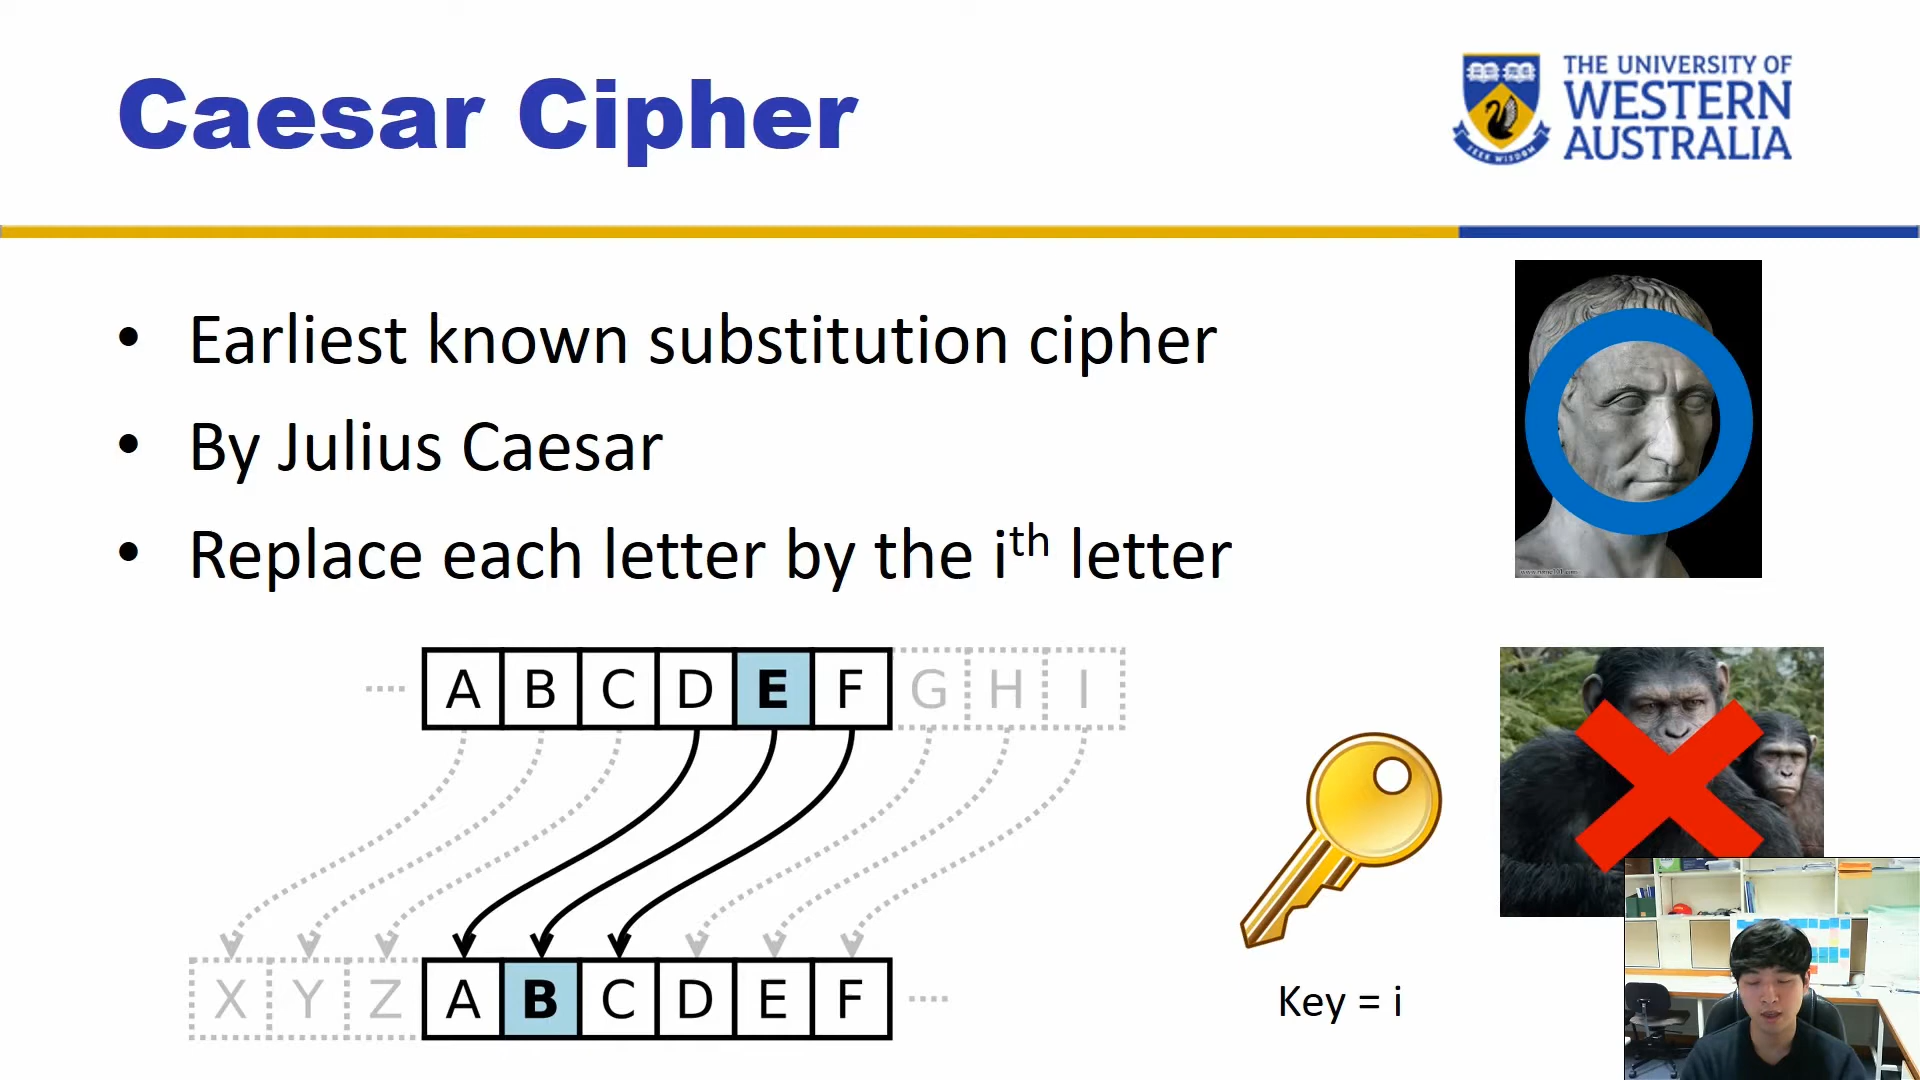 Caesar Cipher
THE UNIVERSITY OF
WESTERN
AUSTRALIA
SEEK WISDOM
• Earliest known substitution cipher
• By Julius Caesar
• Replace each letter by the iᵗʰ letter
A B C D E F G H I
X Y Z A B C D E F
Key = i